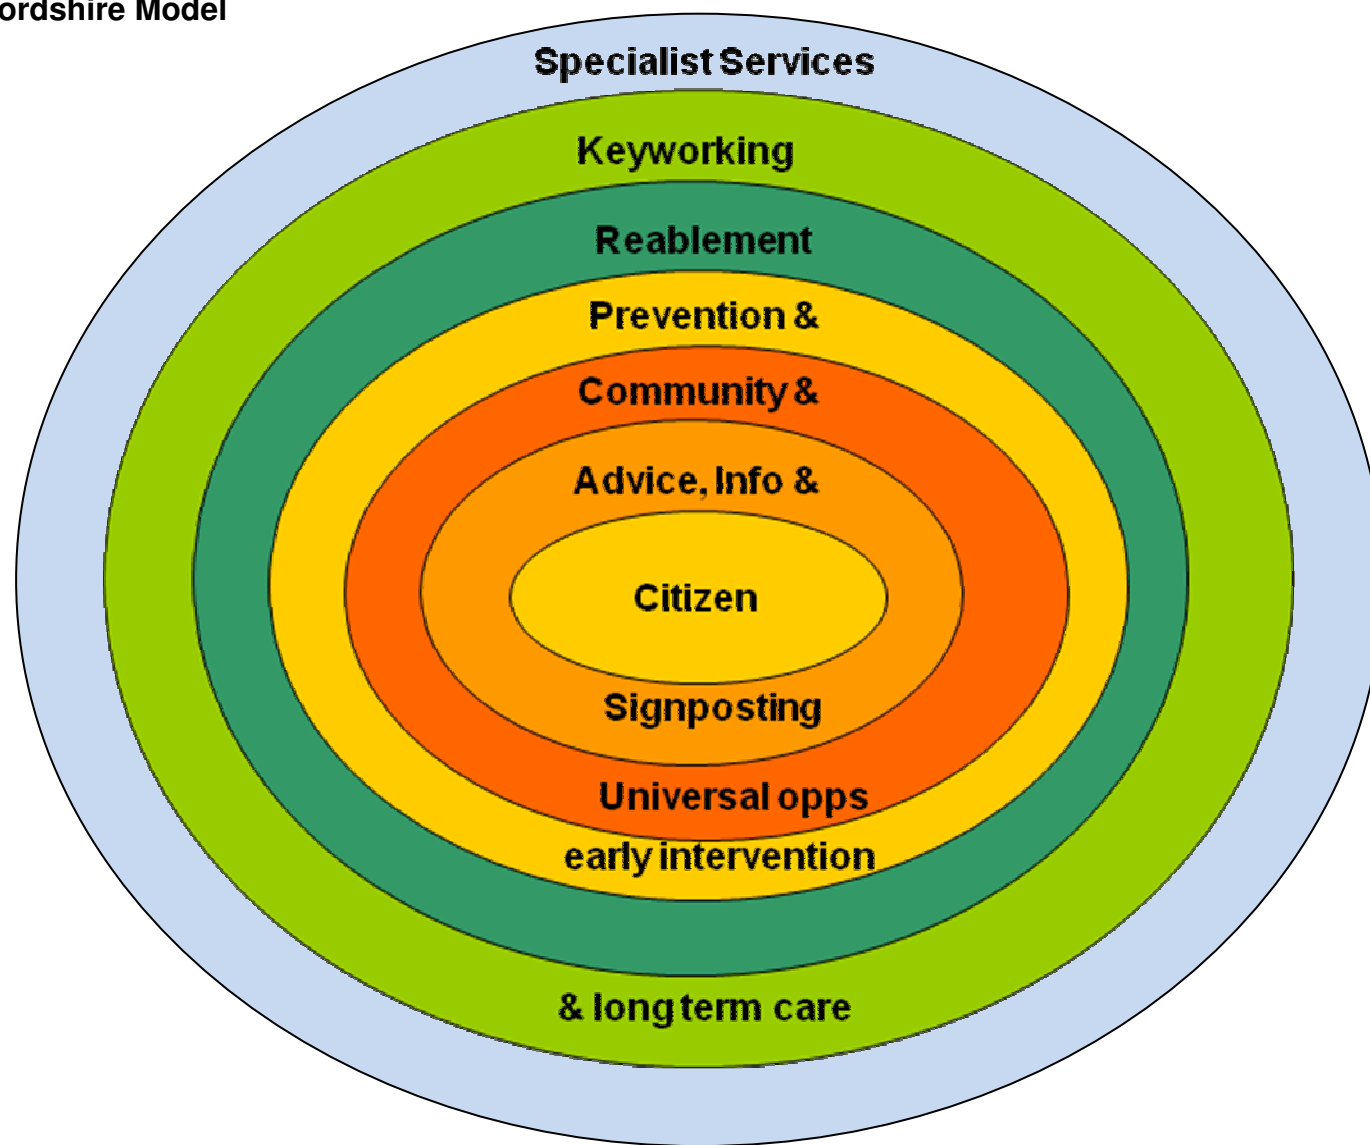 ordshire Model
Specialist Services
Keyworking
Reablement
Prevention &
Community &
Advice, Info &
Citizen
Signposting
Universal opps
early intervention
& long term care